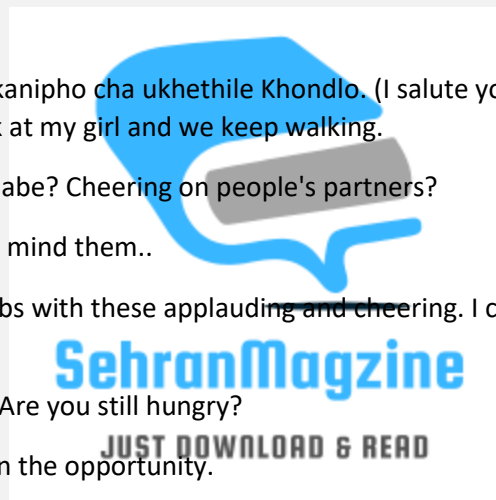 kanipho cha ukhethile Khondlo. (I salute yo
at my girl and we keep walking.
abe? Cheering on people's partners?
mind them..
bs with these applauding and cheering. I c
SehranMagzine
Are you still hungry?
JUST DOWNLOAD & READ
n the opportunity.